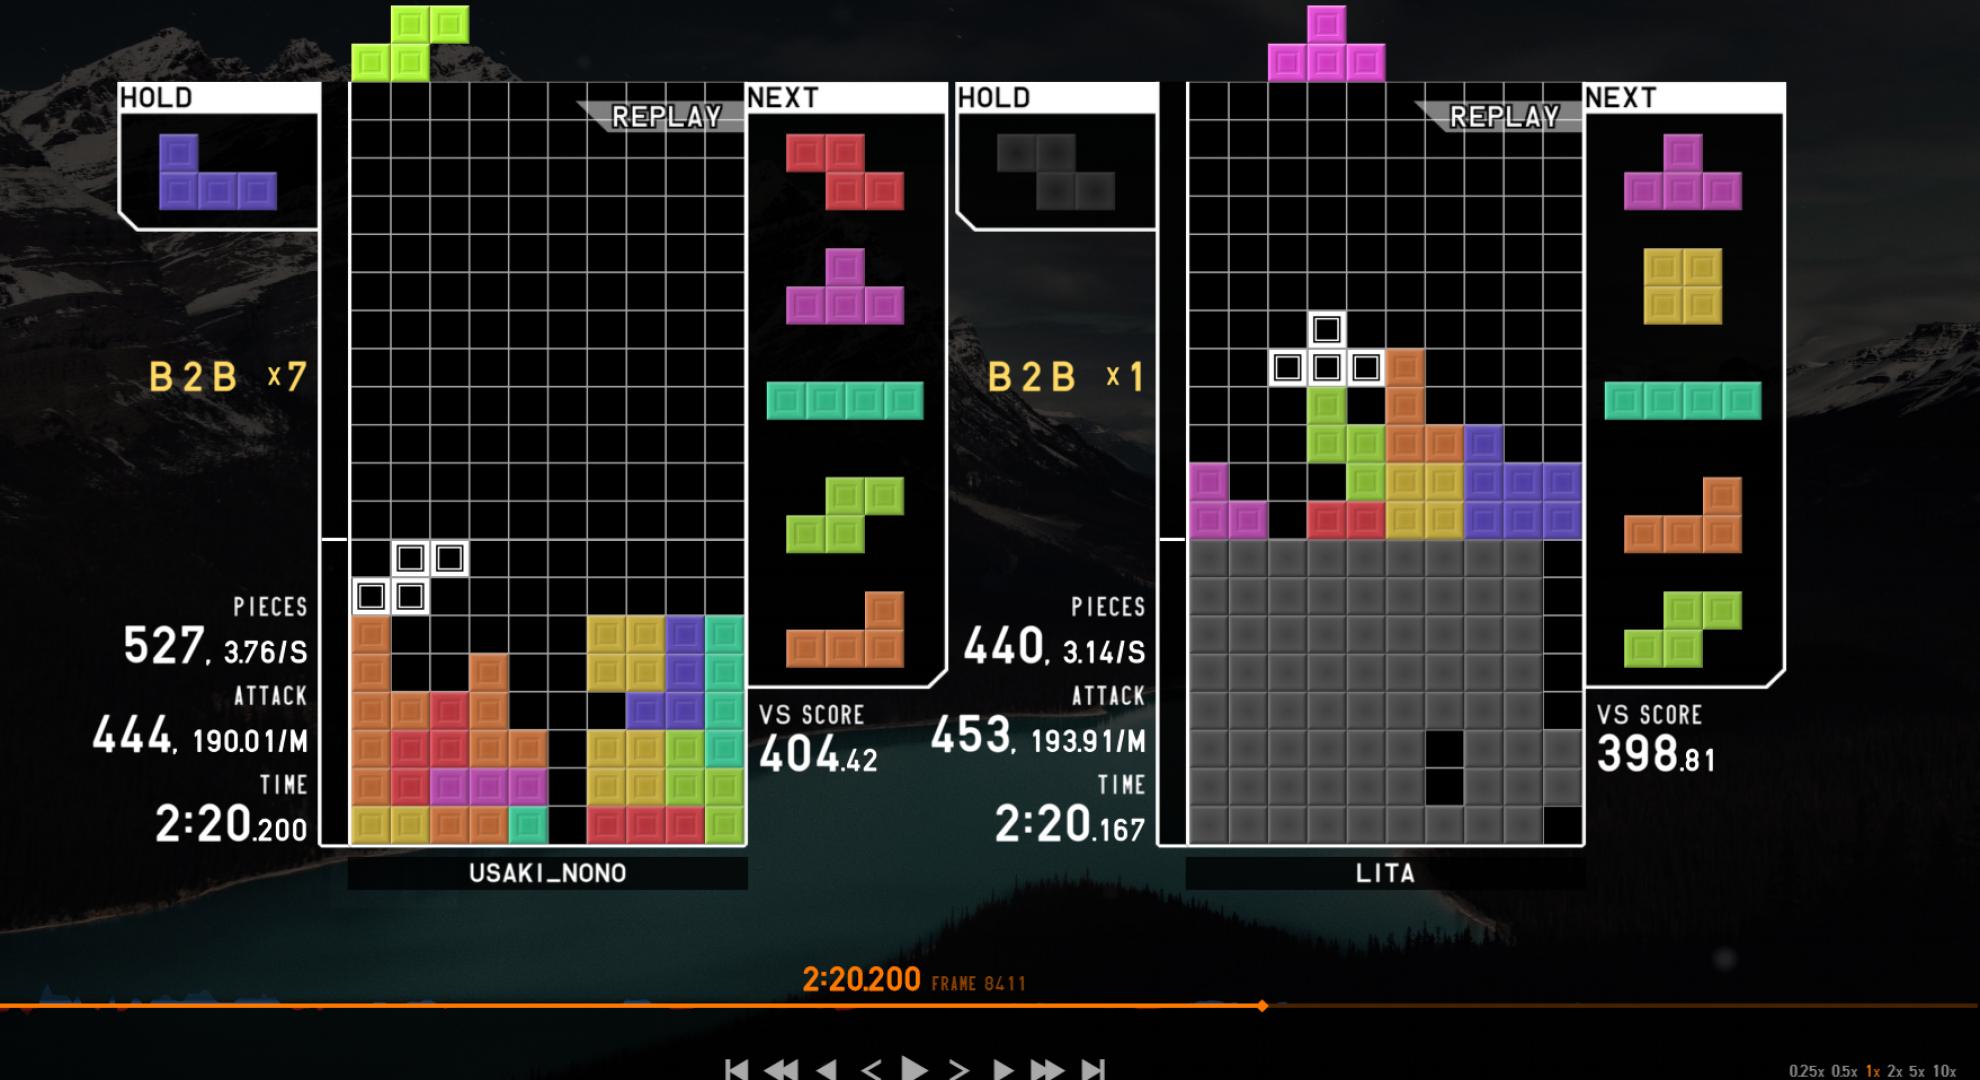 HOLD
REPLAY
NEXT
B2B x7
PIECES
527, 3.76/S
ATTACK
444, 190.01/M
TIME
2:20.200
VS SCORE
404.42
USAKI_NONO
HOLD
REPLAY
NEXT
B2B x1
PIECES
440, 3.14/S
ATTACK
453, 193.91/M
TIME
2:20.167
VS SCORE
398.81
LITA
2:20.200 FRAME 8411
0.25x 0.5x 1x 2x 5x 10x